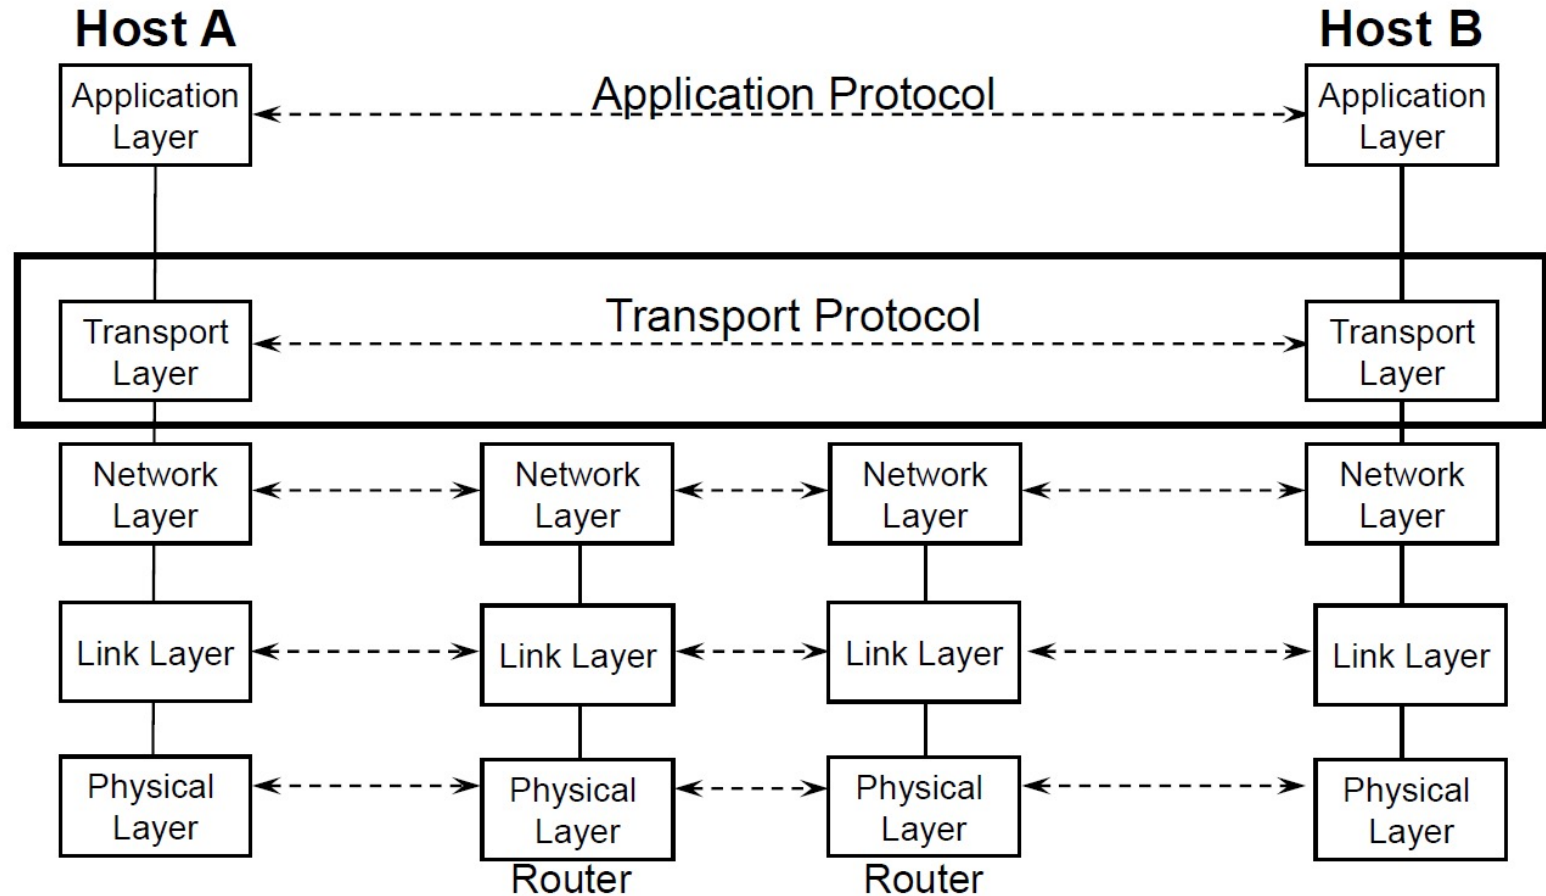 Host A
Host B
Application
Layer
Application Protocol
Application
Layer
Transport
Layer
Transport Protocol
Transport
Layer
Network
Layer
Network
Layer
Network
Layer
Network
Layer
Link Layer
Link Layer
Link Layer
Link Layer
Physical
Layer
Physical
Layer
Physical
Layer
Physical
Layer
Router
Router